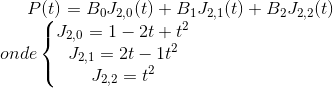 P(t) = B_0J_{2,0}(t) + B_1J_{2,1}(t) + B_2J_{2,2}(t)
onde { J_{2,0} = 1 - 2t + t^2
J_{2,1} = 2t - 1t^2
J_{2,2} = t^2